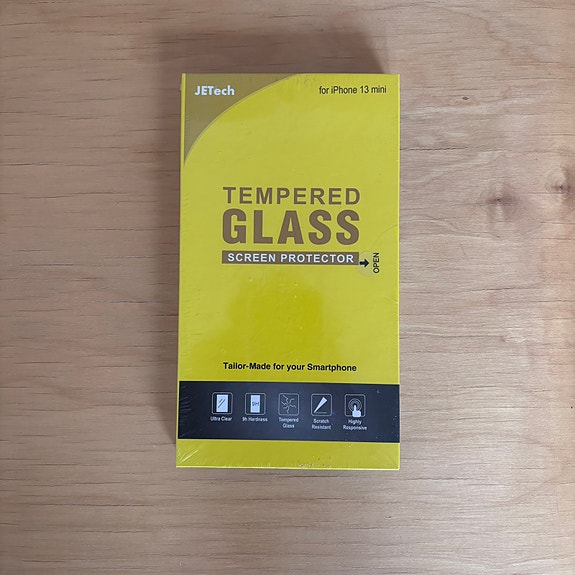 JETech
for iPhone 13 mini
TEMPERED
GLASS
SCREEN PROTECTOR
OPEN
Tailor-Made for your Smartphone
9H
Ultra Clear
9h Hardness
Tempered
Glass
Scratch
Resistant
Highly
Responsive